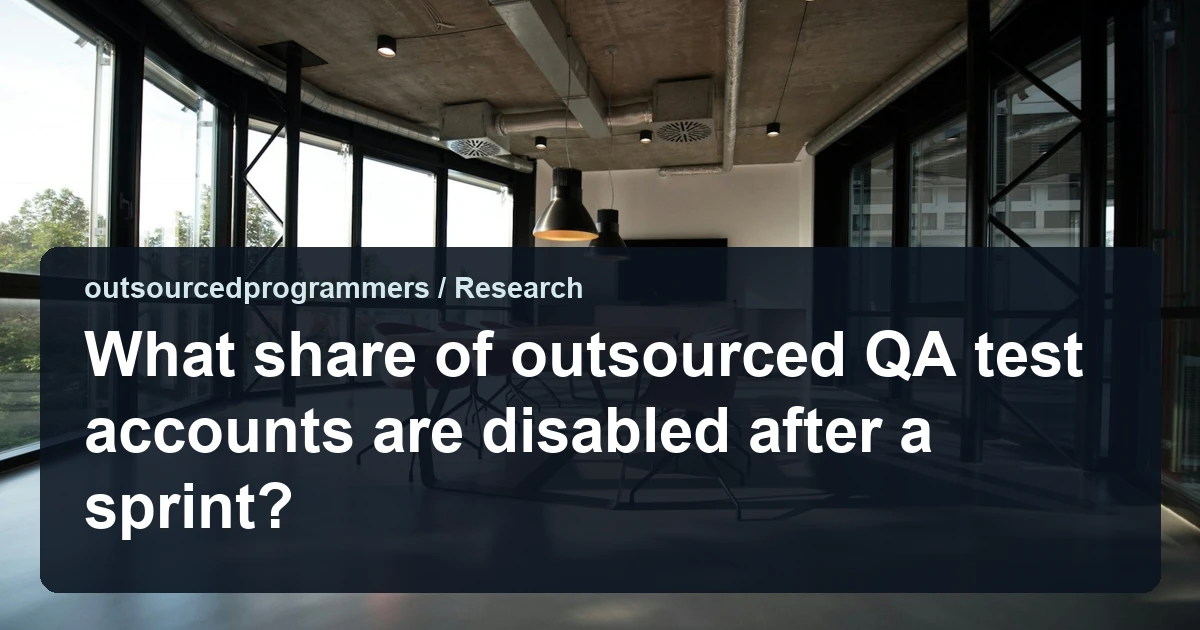 outsourcedprogrammers / Research
What share of outsourced QA test
accounts are disabled after a
sprint?